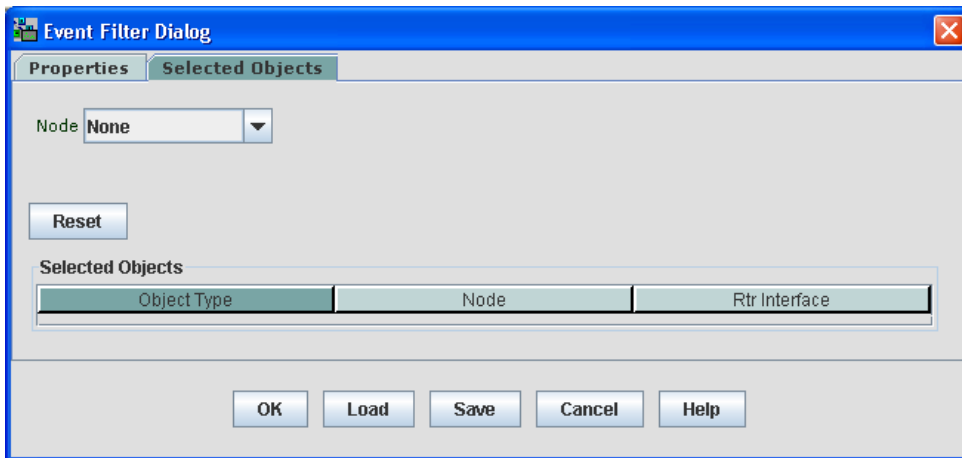 Event Filter Dialog
Properties Selected Objects
Node None
Reset
Selected Objects
Object Type Node Rtr Interface
OK Load Save Cancel Help